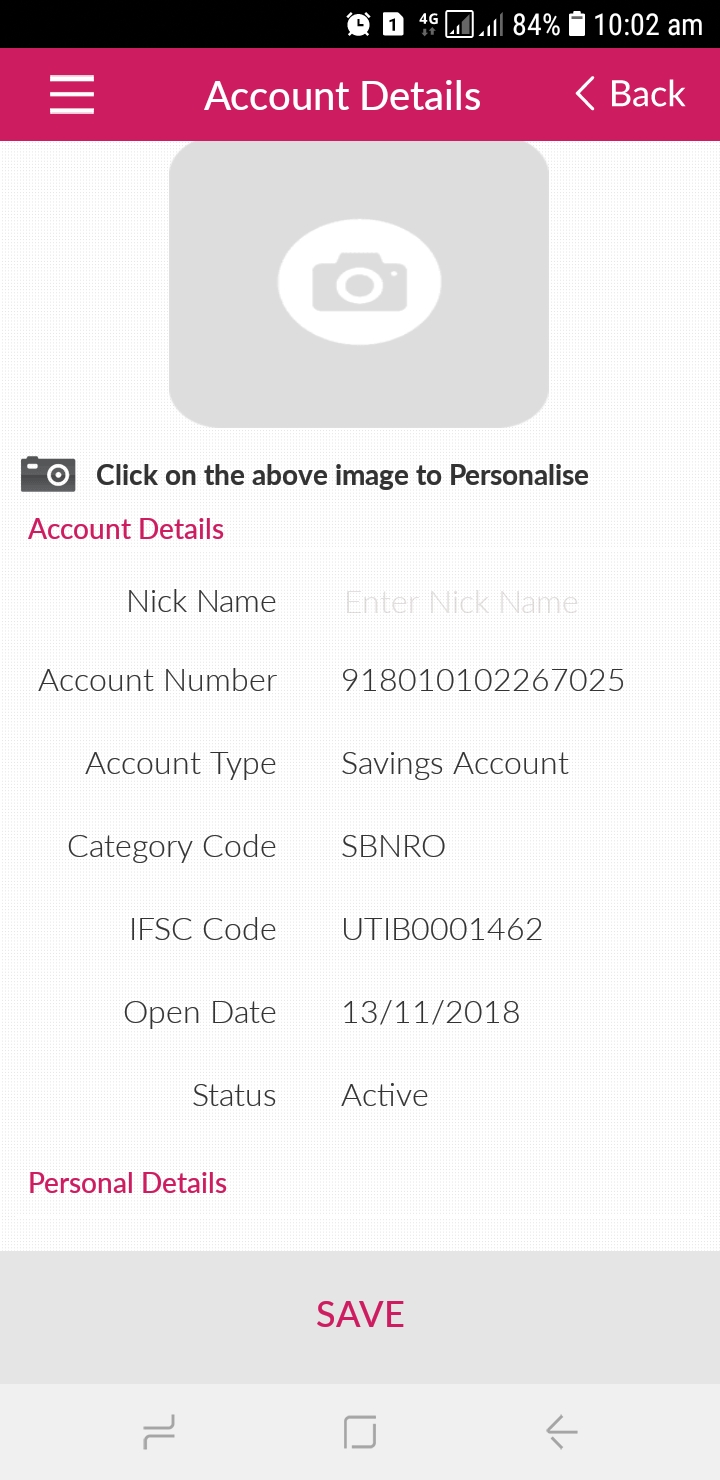 1 4G 84% 10:02 am
Account Details Back
Click on the above image to Personalise
Account Details
Nick Name Enter Nick Name
Account Number 918010102267025
Account Type Savings Account
Category Code SBNRO
IFSC Code UTIB0001462
Open Date 13/11/2018
Status Active
Personal Details
SAVE